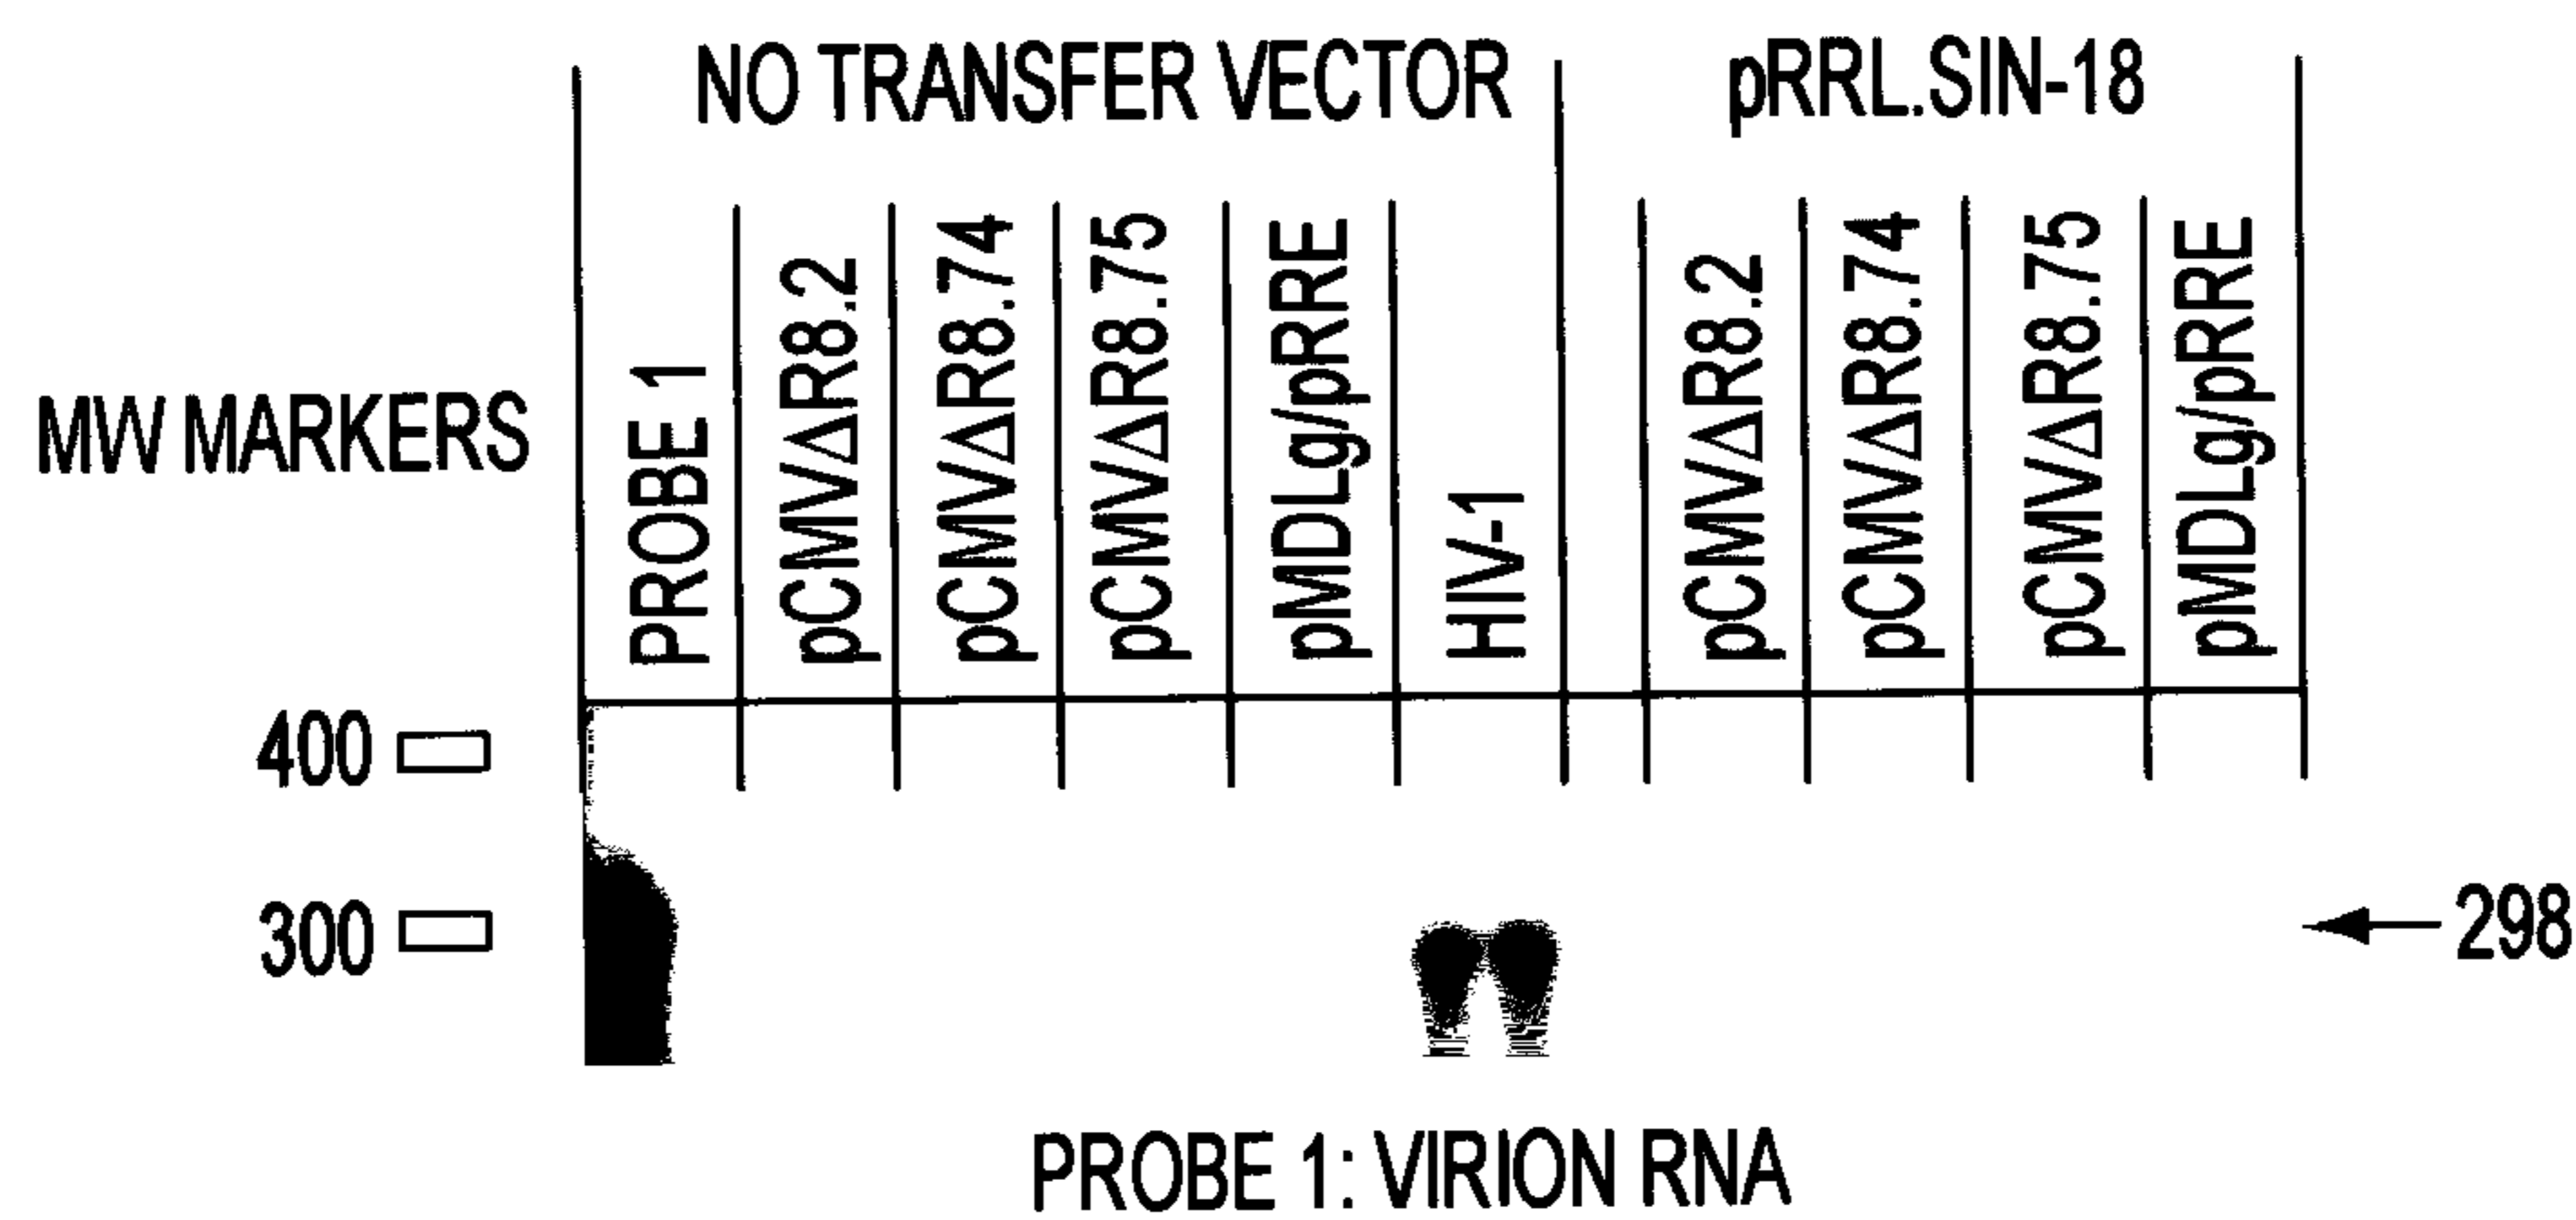 NO TRANSFER VECTOR
pRRL.SIN-18
MW MARKERS
PROBE 1
pCMVΔR8.2
pCMVΔR8.74
pCMVΔR8.75
pMDLg/pRRE
HIV-1
pCMVΔR8.2
pCMVΔR8.74
pCMVΔR8.75
pMDLg/pRRE
400
300
298
PROBE 1: VIRION RNA